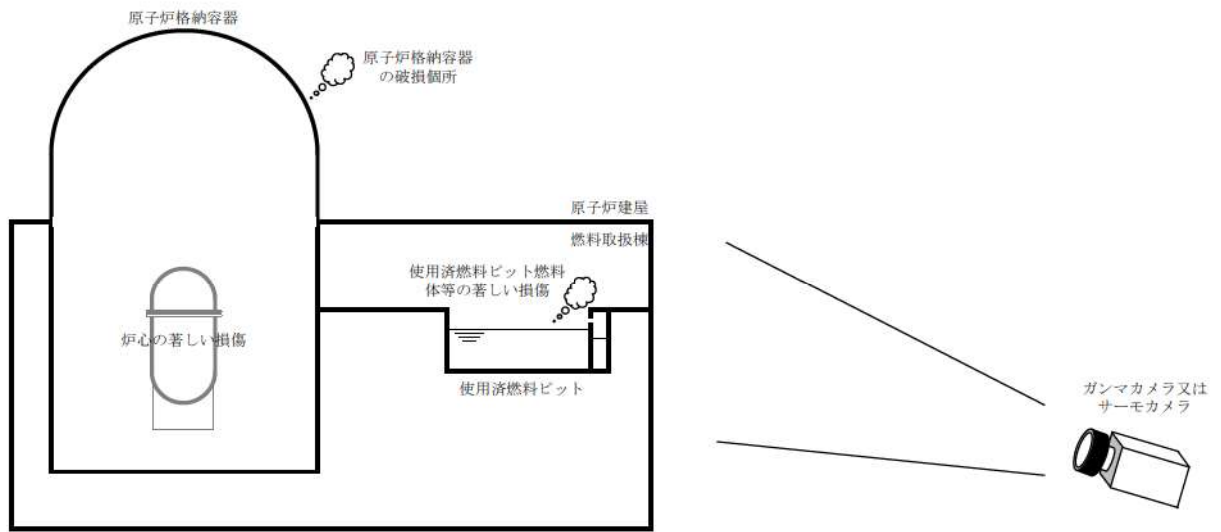 原子炉格納容器
原子炉格納容器
の破損個所
原子炉建屋
燃料取扱棟
使用済燃料ピット燃料
体等の著しい損傷
炉心の著しい損傷
使用済燃料ピット
ガンマカメラ又は
サーモカメラ